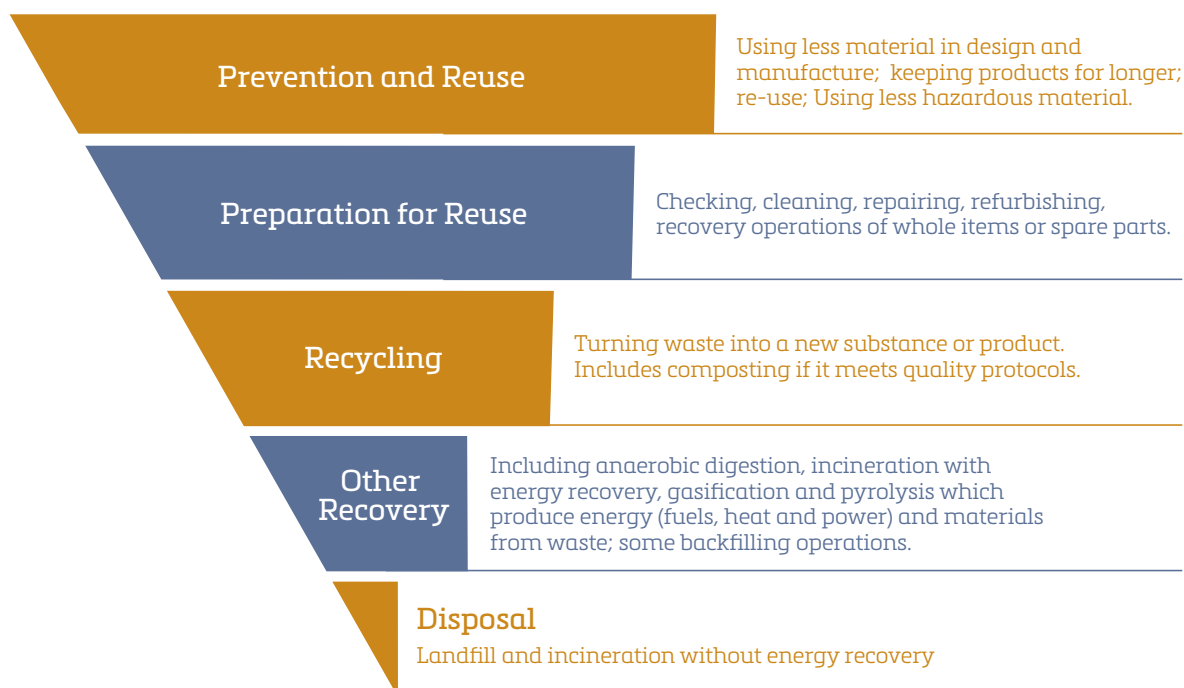 Prevention and Reuse
Using less material in design and
manufacture;  keeping products for longer;
re-use; Using less hazardous material.
Preparation for Reuse
Checking, cleaning, repairing, refurbishing,
recovery operations of whole items or spare parts.
Recycling
Turning waste into a new substance or product.
Includes composting if it meets quality protocols.
Other
Recovery
Including anaerobic digestion, incineration with
energy recovery, gasification and pyrolysis which
produce energy (fuels, heat and power) and materials
from waste; some backfilling operations.
Disposal
Landfill and incineration without energy recovery